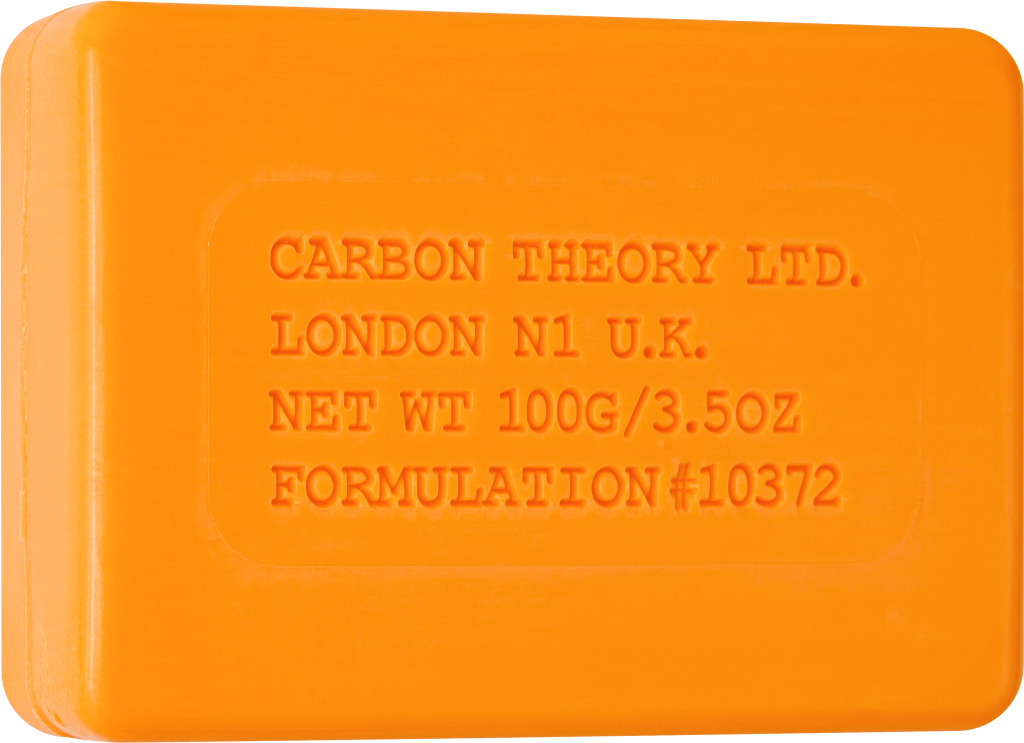 CARBON THEORY LTD.
LONDON N1 U.K.
NET WT 100G/3.5OZ
FORMULATION #10372